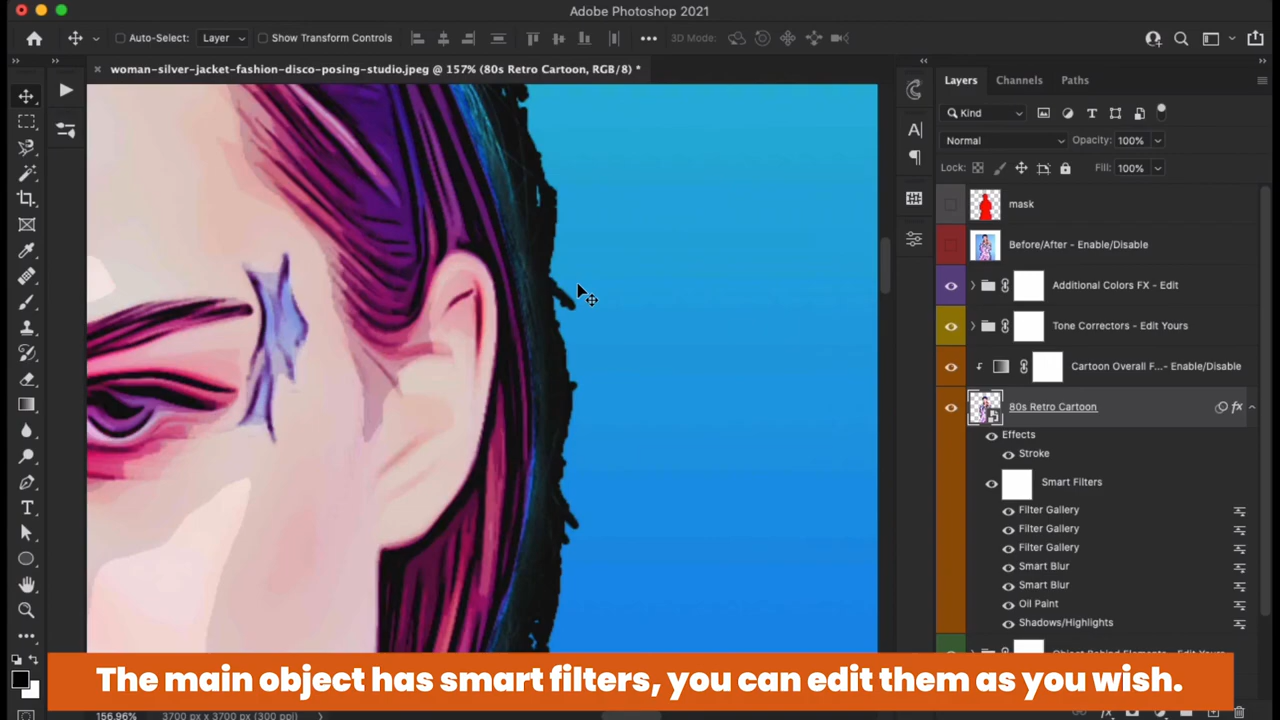 Adobe Photoshop 2021
Auto-Select: Layer Show Transform Controls 3D Mode:
woman-silver-jacket-fashion-disco-posing-studio.jpeg @ 157% (80s Retro Cartoon, RGB/8) *
Layers Channels Paths
Kind
Normal Opacity: 100%
Lock: Fill: 100%
mask
Before/After - Enable/Disable
Additional Colors FX - Edit
Tone Correctors - Edit Yours
Cartoon Overall F...- Enable/Disable
80s Retro Cartoon
Effects
Stroke
Smart Filters
Filter Gallery
Filter Gallery
Filter Gallery
Smart Blur
Smart Blur
Oil Paint
Shadows/Highlights
The main object has smart filters, you can edit them as you wish.
156.96% 3700 px x 3700 px (300 ppi)